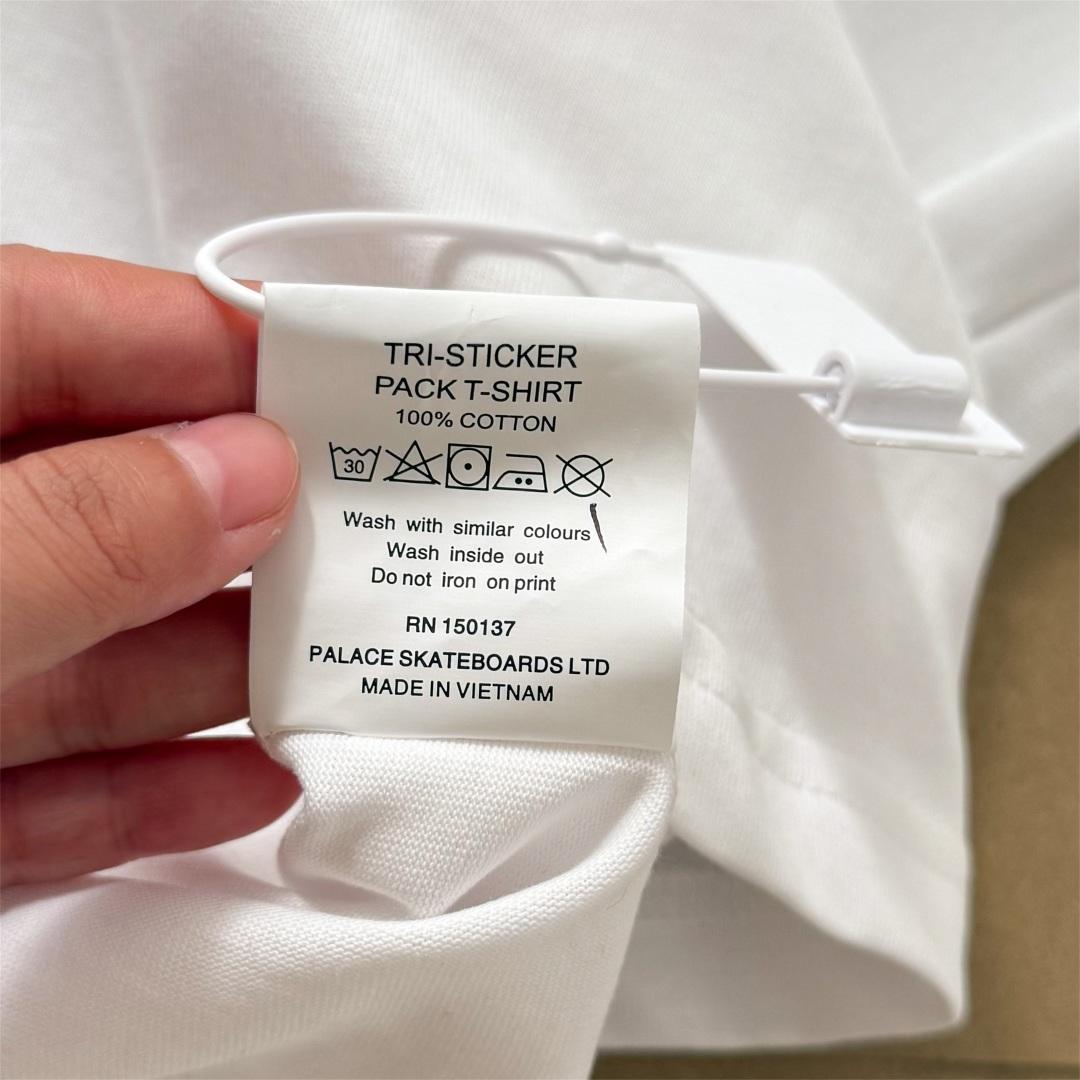 TRI-STICKER
PACK T-SHIRT
100% COTTON
30
Wash with similar colours
Wash inside out
Do not iron on print
RN 150137
PALACE SKATEBOARDS LTD
MADE IN VIETNAM